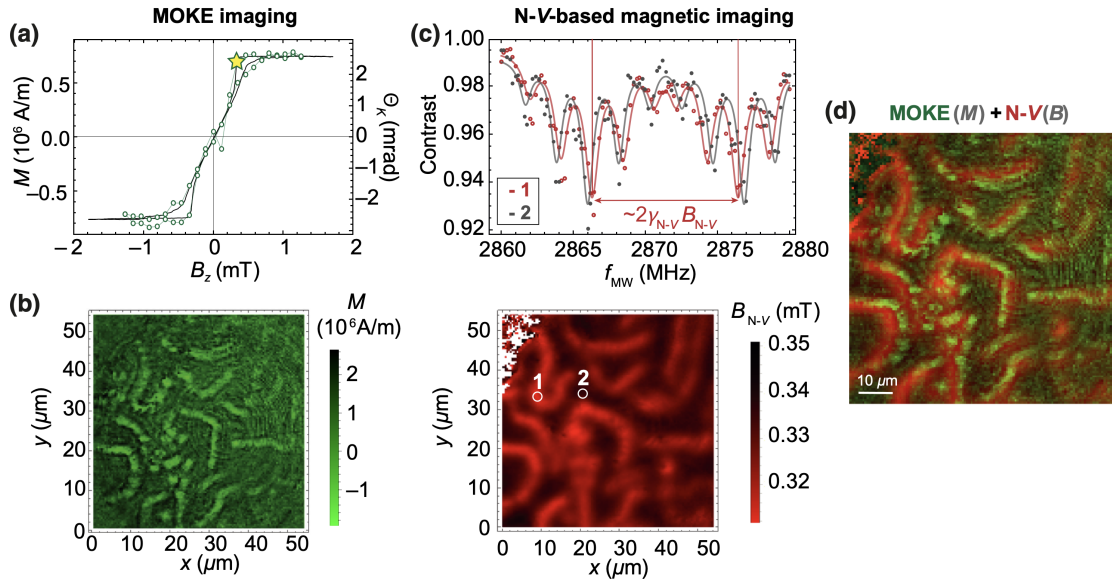 MOKE imaging
N-V-based magnetic imaging
(a)
M (10⁶ A/m)
0.5
0.0
−0.5
2
1
0
−1
−2
Θ_K (mrad)
−2 −1 0 1 2
B_z (mT)
(c)
Contrast
1.00
0.98
0.96
0.94
0.92
1
2
~2γ_N-V B_N-V
2860 2865 2870 2875 2880
f_MW (MHz)
(d)
MOKE (M) + N-V(B)
10 μm
(b)
y (μm)
50
40
30
20
10
0
0 10 20 30 40 50
x (μm)
M
(10⁶A/m)
2
1
0
−1
y (μm)
50
40
30
20
10
0
1
2
0 10 20 30 40 50
x (μm)
B_N-V (mT)
0.35
0.34
0.33
0.32